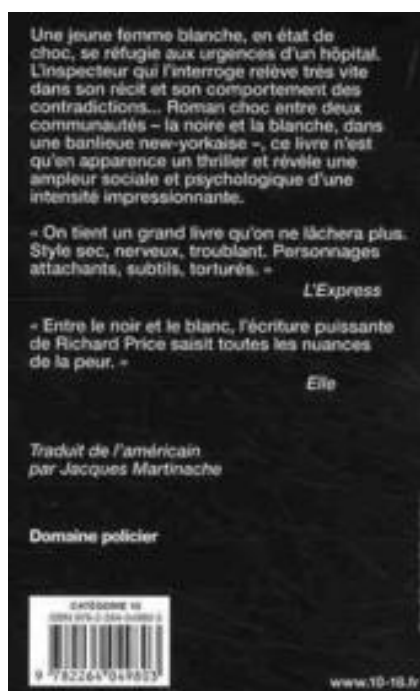 Une jeune femme blanche, en état de
choc, se réfugie aux urgences d'un hôpital.
L'inspecteur qui l'interroge relève très vite
dans son récit et son comportement des
contradictions... Roman choc entre deux
communautés – la noire et la blanche, dans
une banlieue new-yorkaise –, ce livre n'est
qu'en apparence un thriller et révèle une
ampleur sociale et psychologique d'une
intensité impressionnante.
« On tient un grand livre qu'on ne lâchera plus.
Style sec, nerveux, troublant. Personnages
attachants, subtils, torturés. »
L'Express
« Entre le noir et le blanc, l'écriture puissante
de Richard Price saisit toutes les nuances
de la peur. »
Elle
Traduit de l'américain
par Jacques Martinache
Domaine policier
CATÉGORIE
ISBN
9 782264 049803
www.10-18.fr